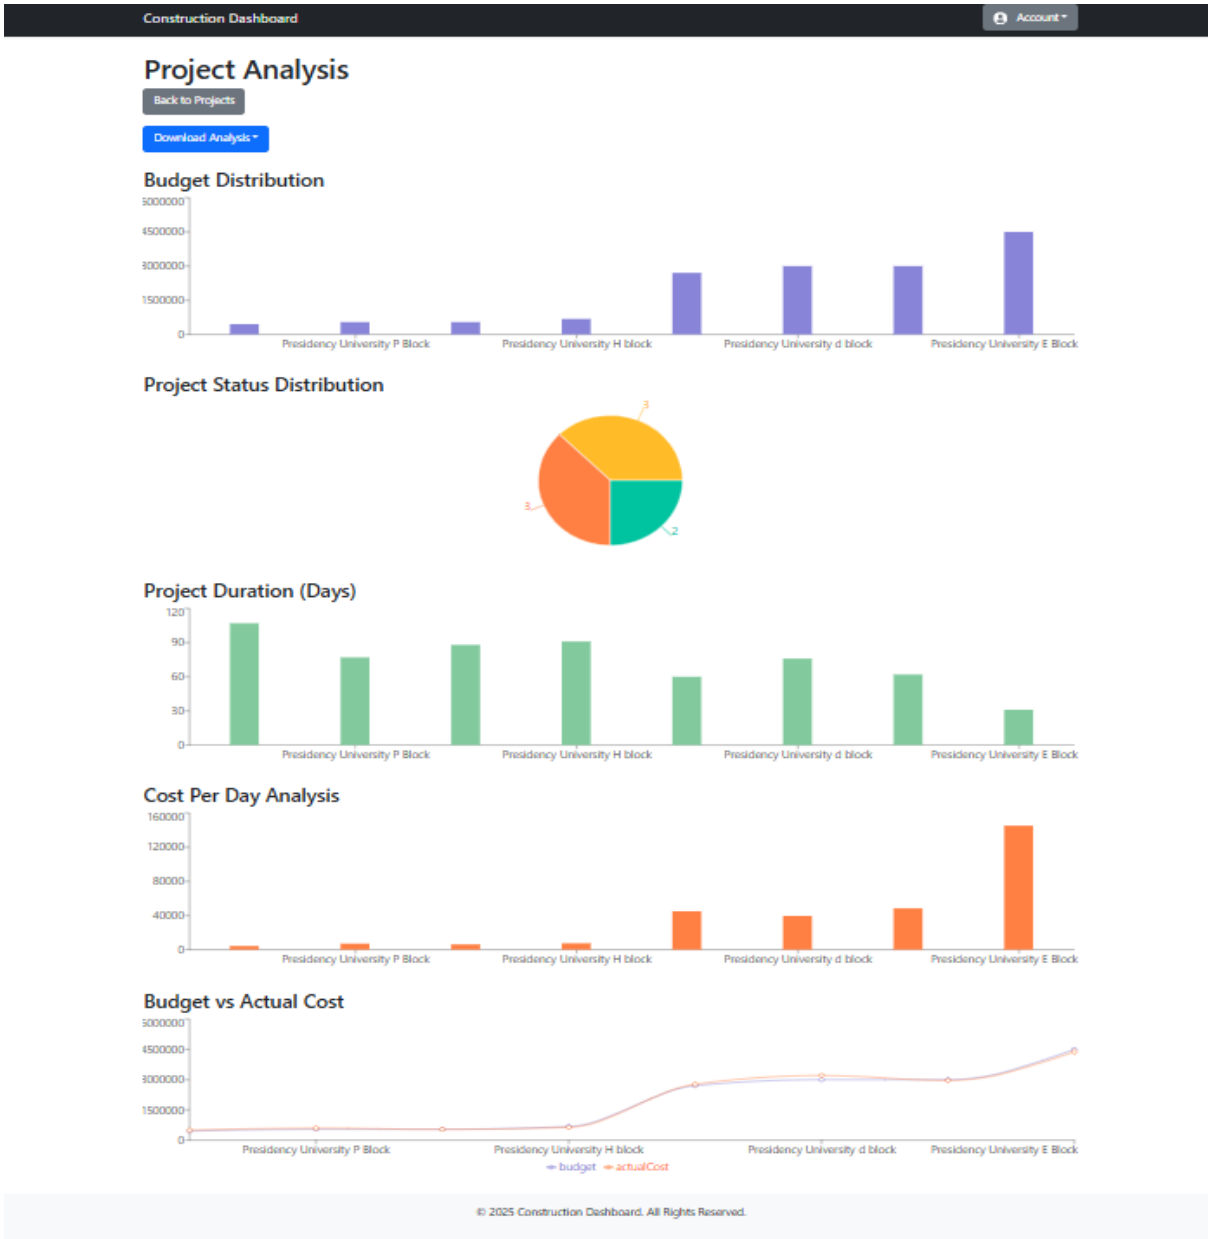 Construction Dashboard
Account
Project Analysis
Back to Projects
Download Analysis
Budget Distribution
6000000
4500000
3000000
1500000
0
Presidency University P Block Presidency University H block Presidency University d block Presidency University E Block
Project Status Distribution
3
3
2
Project Duration (Days)
120
90
60
30
0
Presidency University P Block Presidency University H block Presidency University d block Presidency University E Block
Cost Per Day Analysis
160000
120000
80000
40000
0
Presidency University P Block Presidency University H block Presidency University d block Presidency University E Block
Budget vs Actual Cost
6000000
4500000
3000000
1500000
0
Presidency University P Block Presidency University H block Presidency University d block Presidency University E Block
budget actualCost
© 2025 Construction Dashboard. All Rights Reserved.